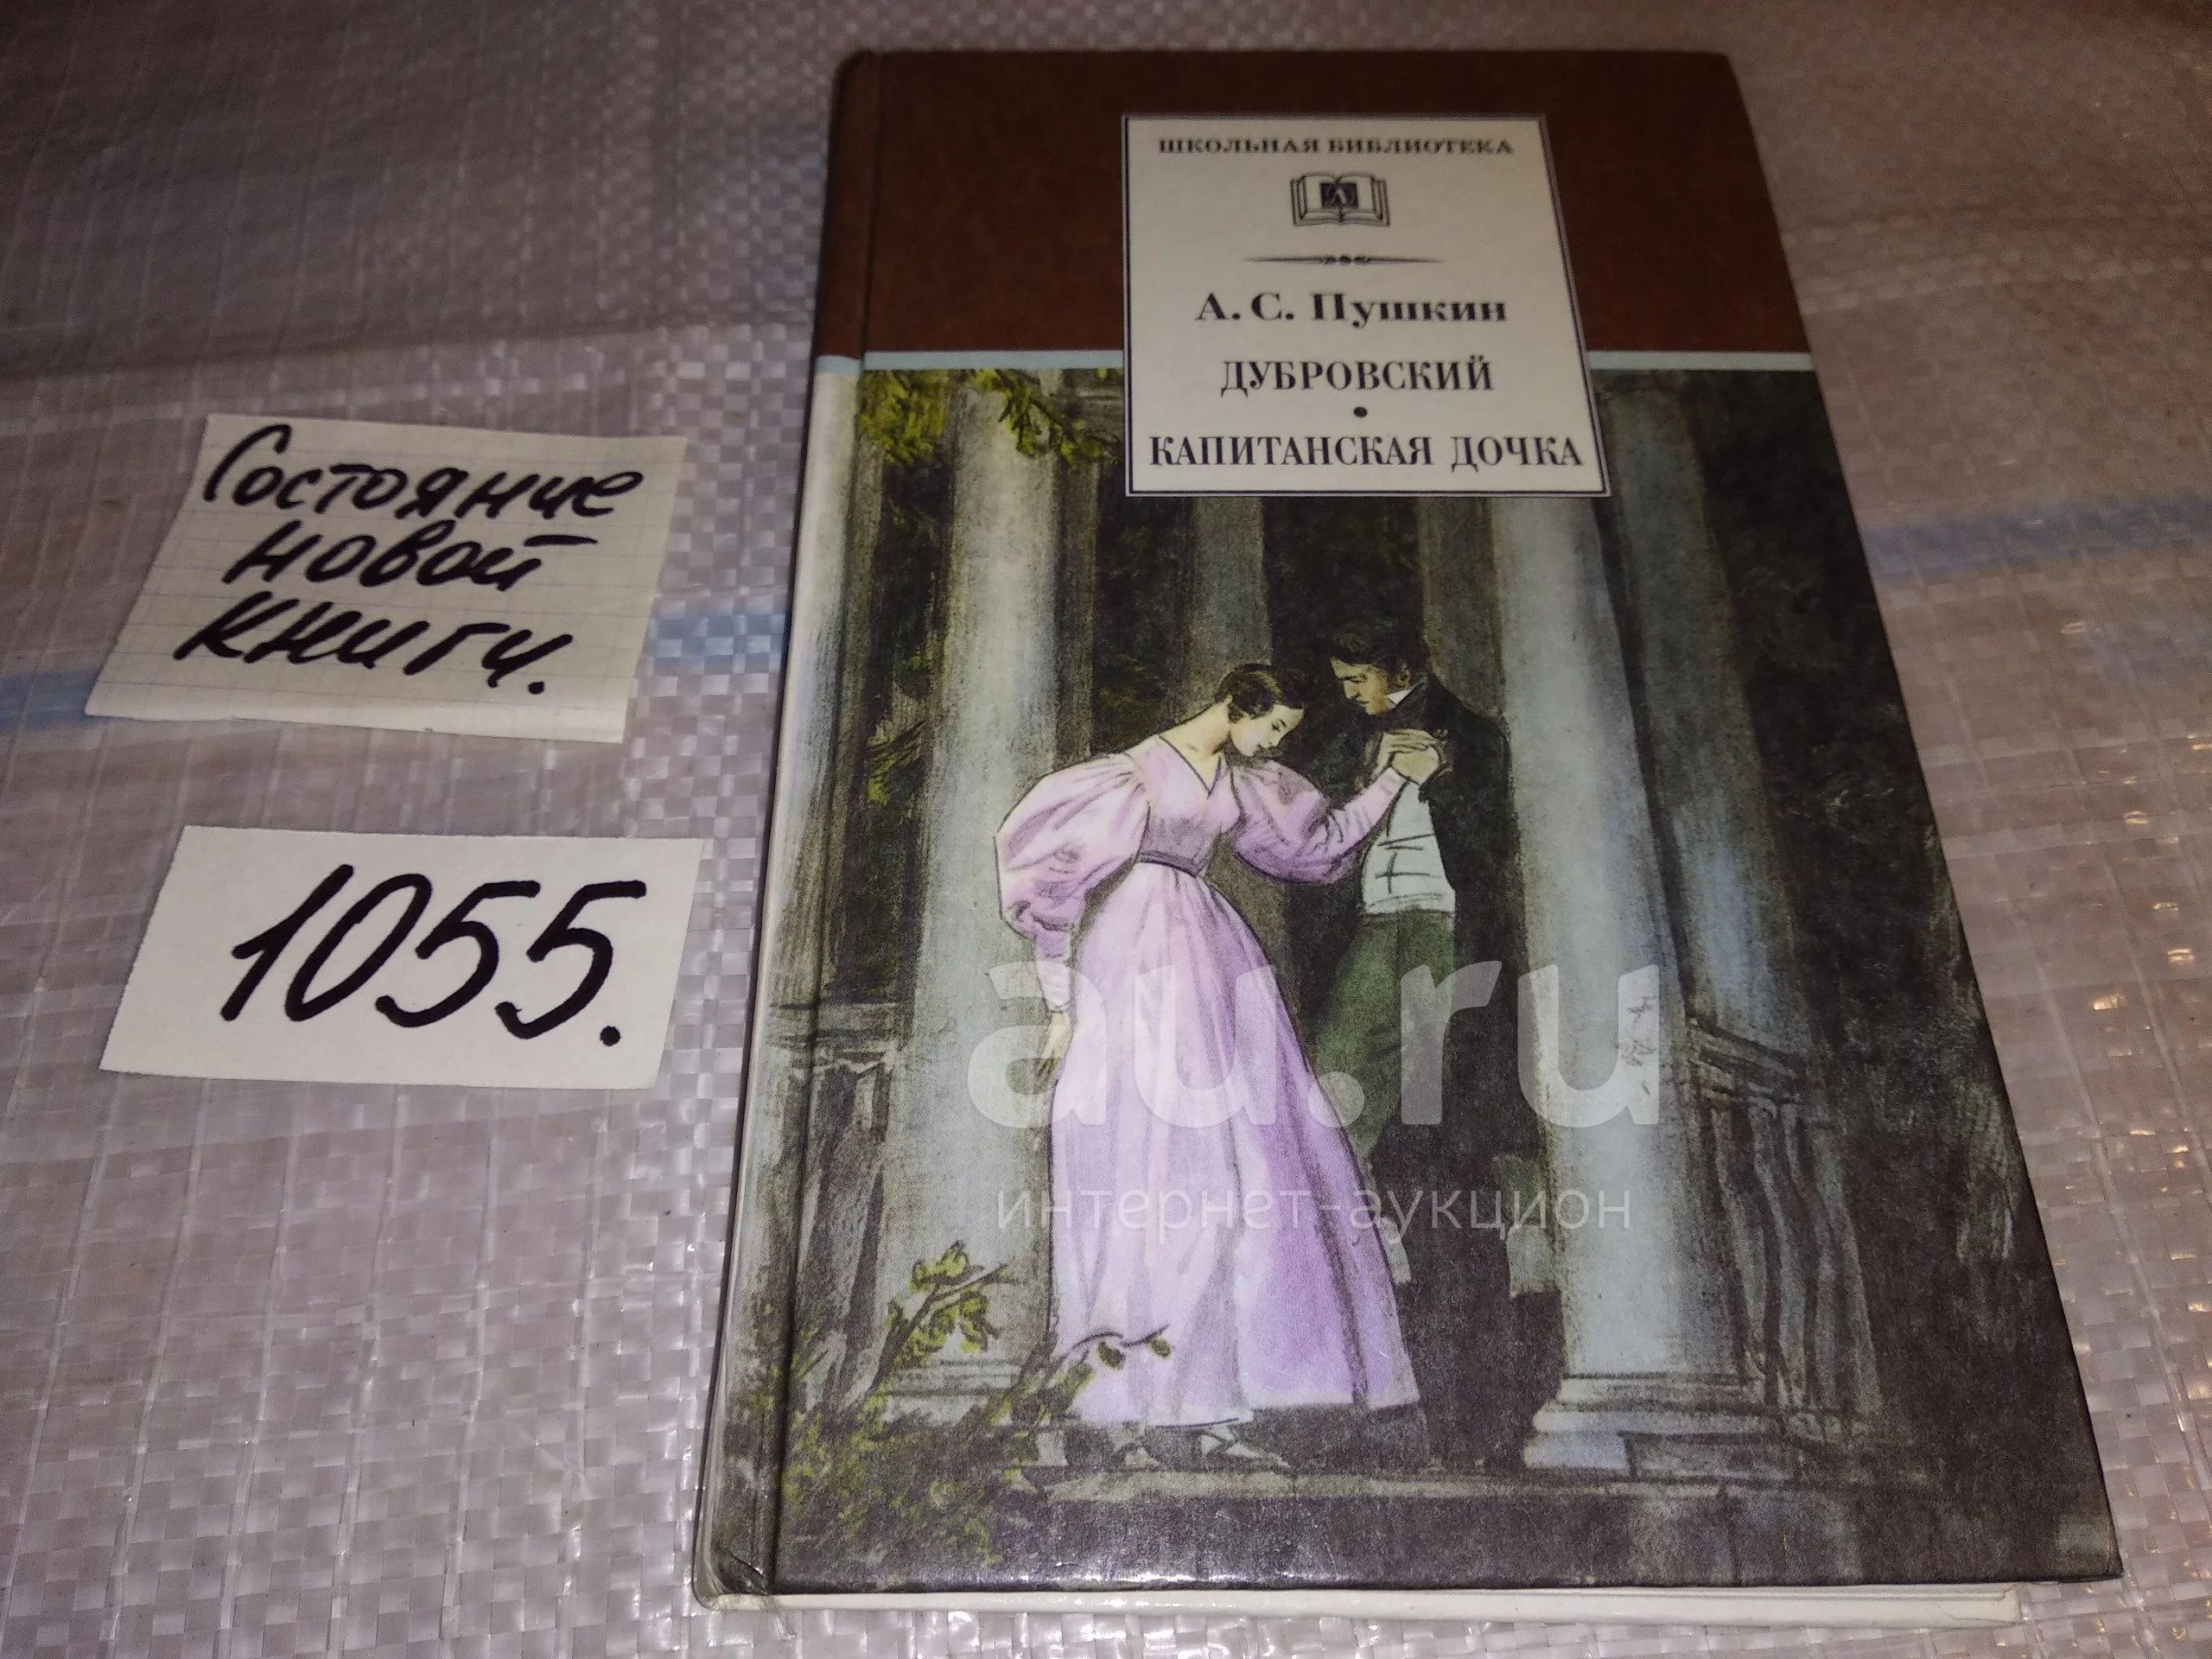 Состояние
новой
книги.
1055.
ШКОЛЬНАЯ БИБЛИОТЕКА
А. С. Пушкин
ДУБРОВСКИЙ
•
КАПИТАНСКАЯ ДОЧКА
au.ru
интернет-аукцион